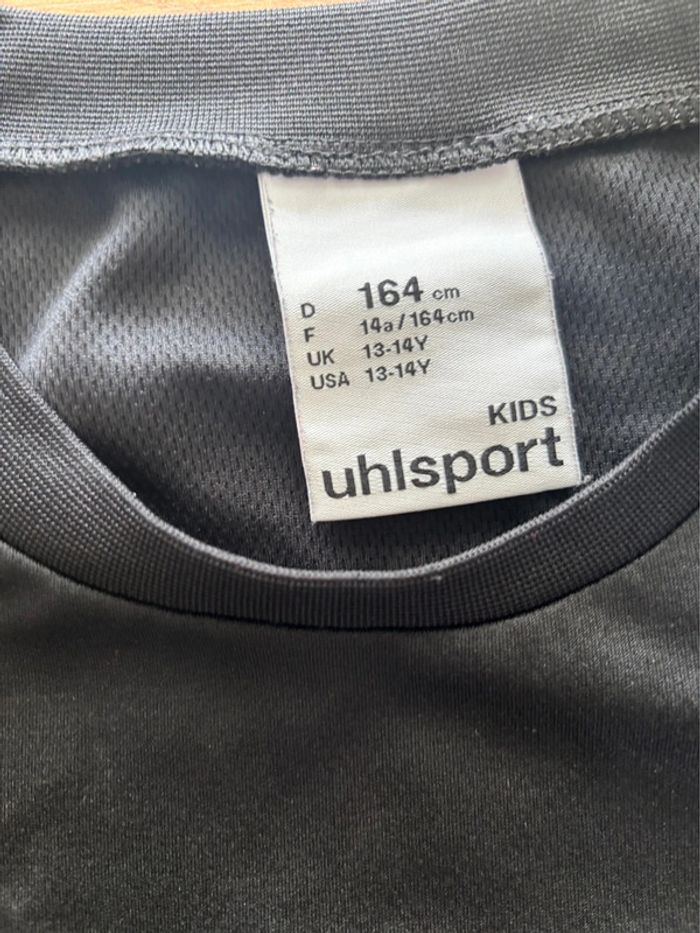 D 164 cm
F 14a/164cm
UK 13-14Y
USA 13-14Y
KIDS
uhlsport